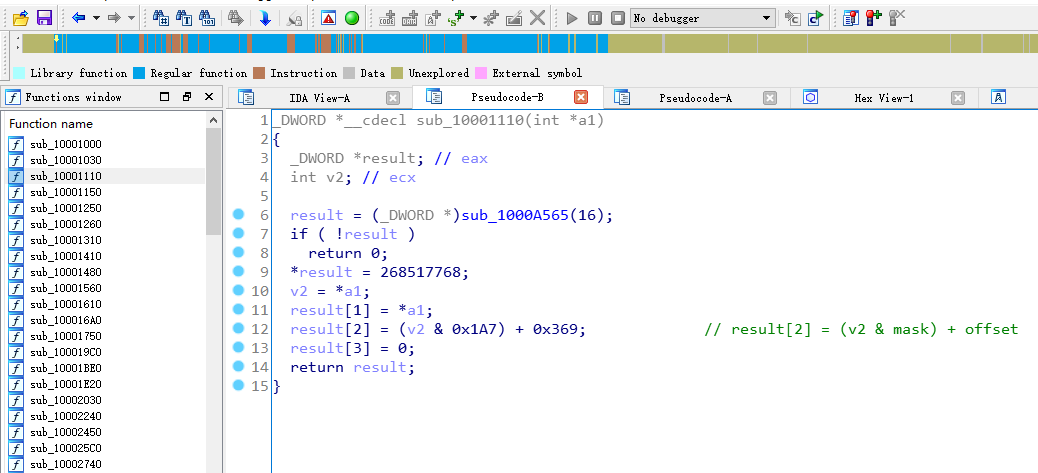 No debugger
Library function Regular function Instruction Data Unexplored External symbol
Functions window
IDA View-A Pseudocode-B Pseudocode-A Hex View-1
Function name
sub_10001000
sub_10001030
sub_10001110
sub_10001150
sub_10001250
sub_10001260
sub_10001310
sub_10001410
sub_10001480
sub_10001560
sub_10001610
sub_100016A0
sub_10001750
sub_100019C0
sub_10001BE0
sub_10001E20
sub_10002030
sub_10002240
sub_10002450
sub_100025C0
sub_10002740
1 _DWORD *__cdecl sub_10001110(int *a1)
2 {
3 _DWORD *result; // eax
4 int v2; // ecx
5
6 result = (_DWORD *)sub_1000A565(16);
7 if ( !result )
8 return 0;
9 *result = 268517768;
10 v2 = *a1;
11 result[1] = *a1;
12 result[2] = (v2 & 0x1A7) + 0x369; // result[2] = (v2 & mask) + offset
13 result[3] = 0;
14 return result;
15 }